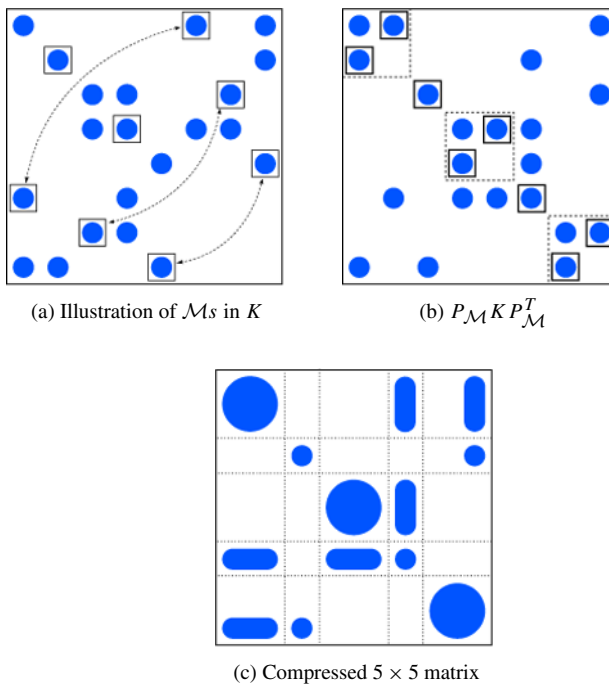 (a) Illustration of ℳs in K
(b) P_ℳ K P_ℳ^T
(c) Compressed 5 × 5 matrix